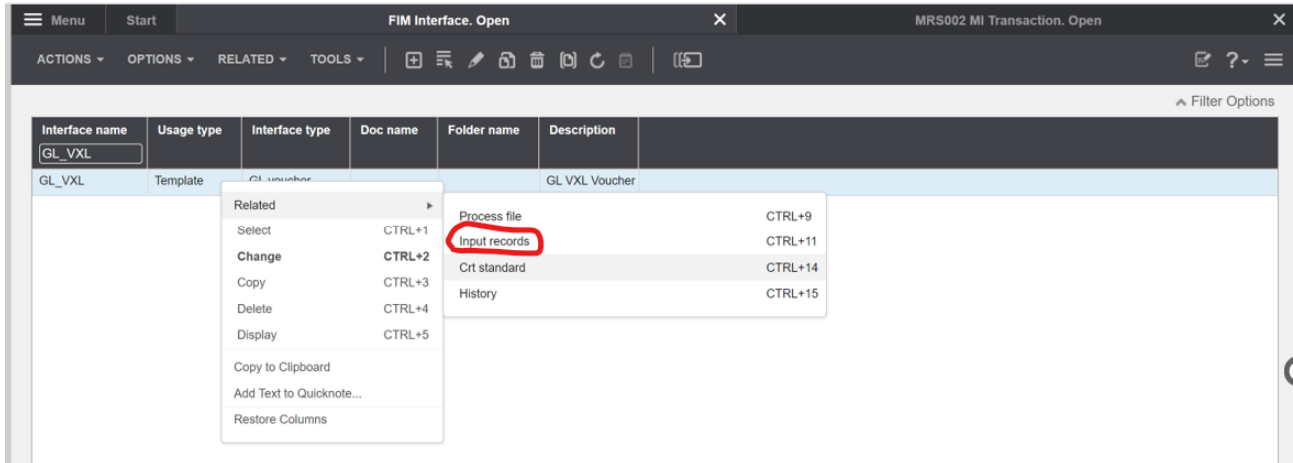 Menu Start FIM Interface. Open MRS002 MI Transaction. Open
ACTIONS OPTIONS RELATED TOOLS ?
Filter Options
Interface name Usage type Interface type Doc name Folder name Description
GL_VXL
GL_VXL Template GL voucher GL VXL Voucher
Related
Select CTRL+1
Change CTRL+2
Copy CTRL+3
Delete CTRL+4
Display CTRL+5
Copy to Clipboard
Add Text to Quicknote...
Restore Columns
Process file CTRL+9
Input records CTRL+11
Crt standard CTRL+14
History CTRL+15